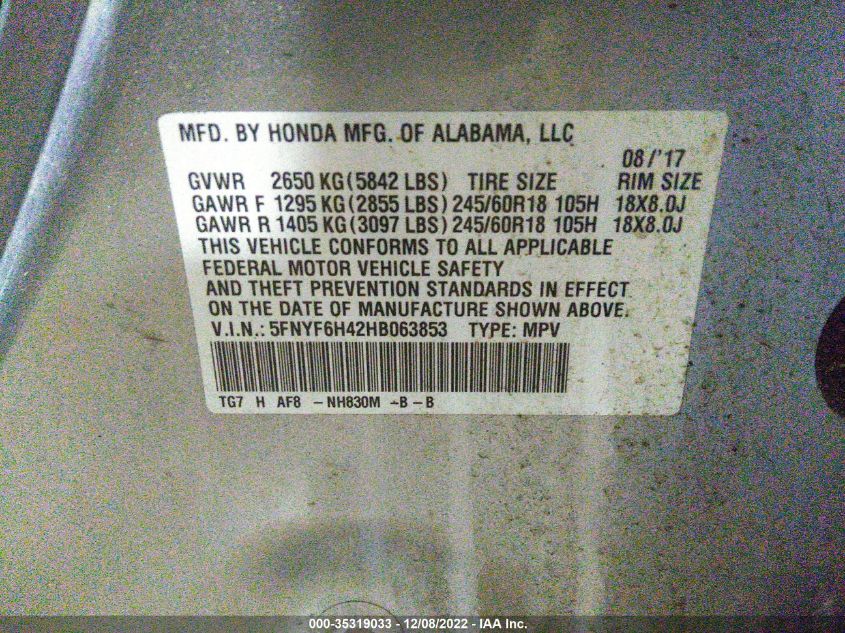 MFD. BY HONDA MFG. OF ALABAMA, LLC
08/'17
GVWR 2650 KG(5842 LBS) TIRE SIZE RIM SIZE
GAWR F 1295 KG(2855 LBS) 245/60R18 105H 18X8.0J
GAWR R 1405 KG(3097 LBS) 245/60R18 105H 18X8.0J
THIS VEHICLE CONFORMS TO ALL APPLICABLE
FEDERAL MOTOR VEHICLE SAFETY
AND THEFT PREVENTION STANDARDS IN EFFECT
ON THE DATE OF MANUFACTURE SHOWN ABOVE.
V.I.N.: 5FNYF6H42HB063853 TYPE: MPV
TG7 H AF8 -NH830M -B-B
000-35319033 - 12/08/2022 - IAA Inc.